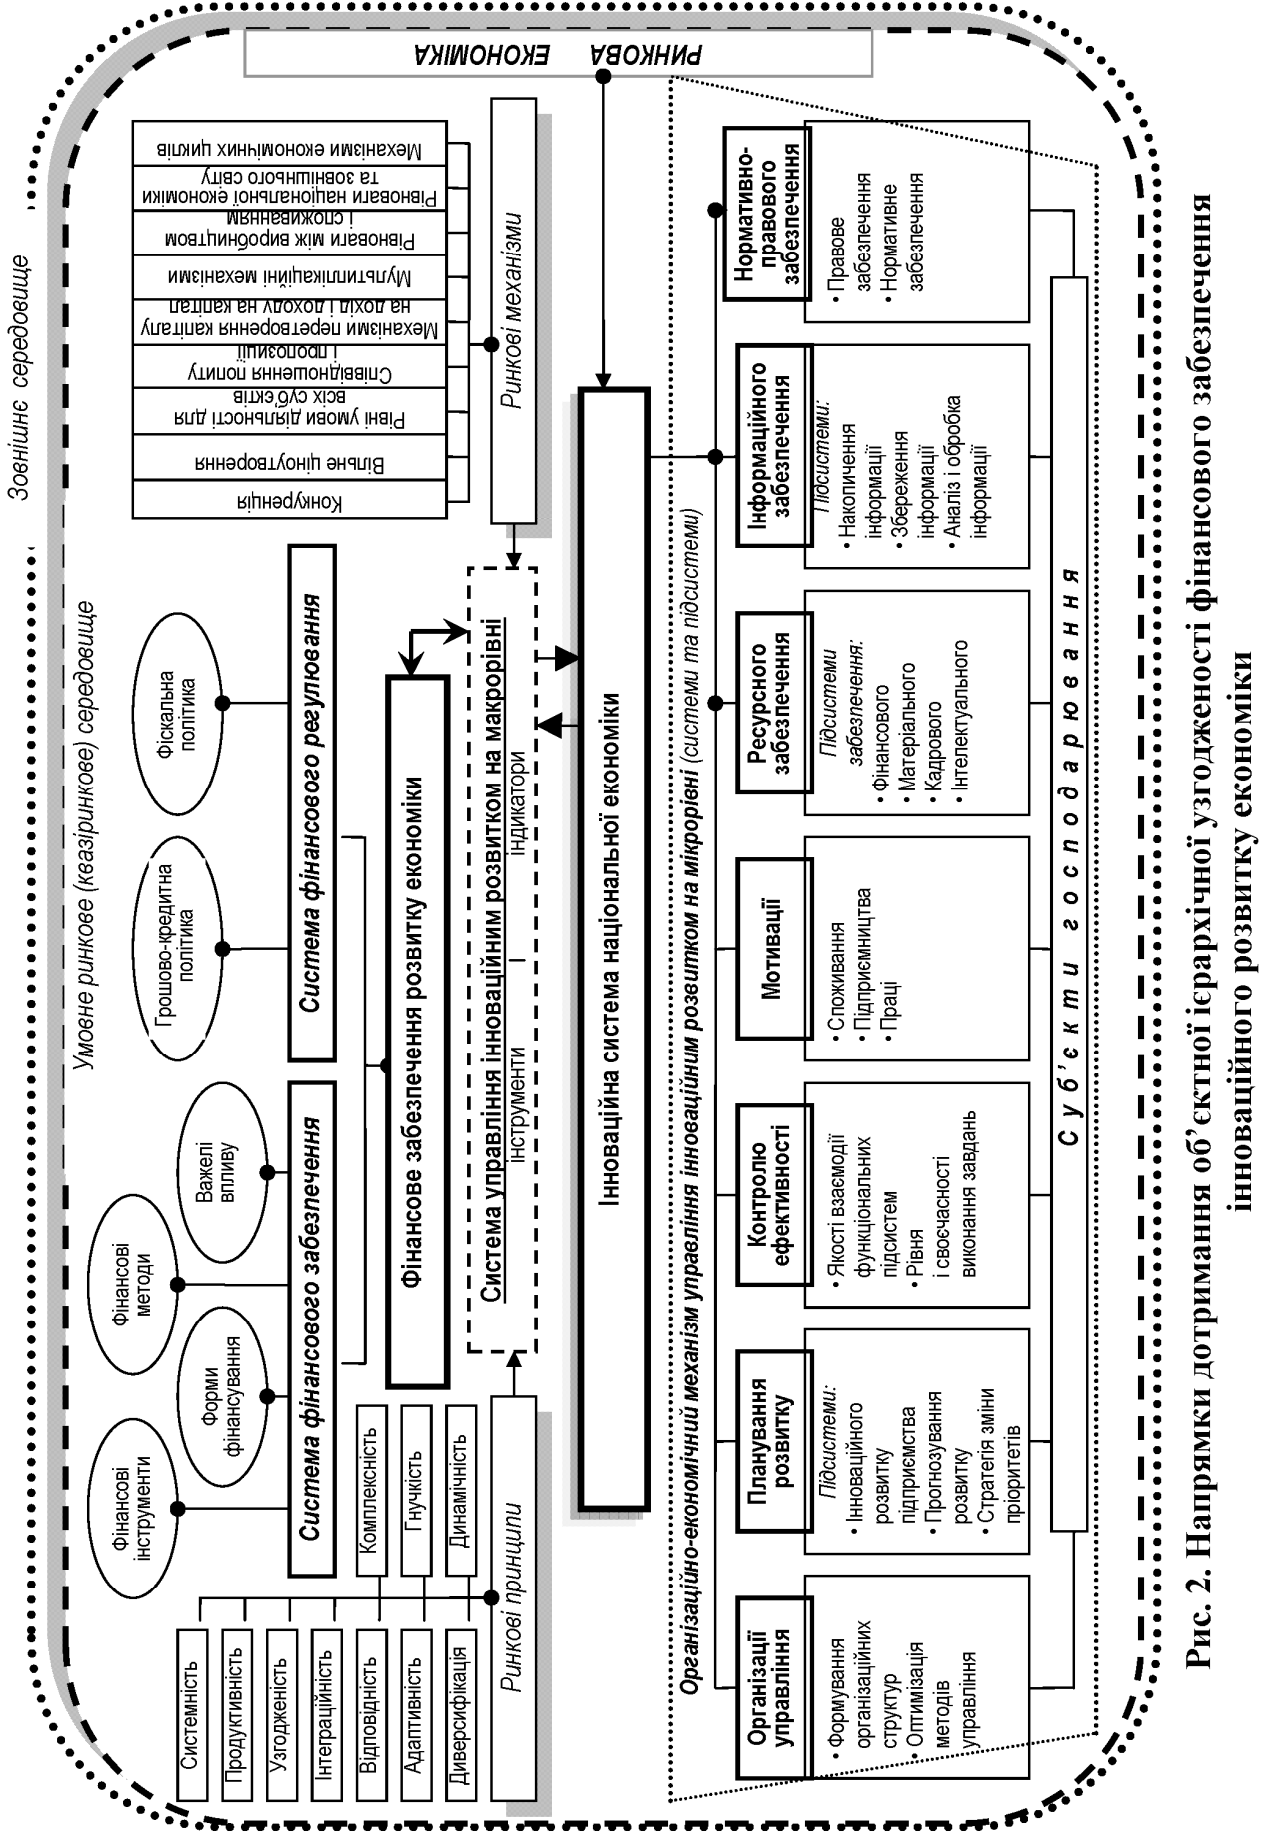 Зовнішнє середовище
Умовне ринкове (квазіринкове) середовище
Фінансові
інструменти
Форми
фінансування
Фінансові
методи
Важелі
впливу
Грошово-кредитна
політика
Фіскальна
політика
Система фінансового забезпечення
Система фінансового регулювання
Системність
Продуктивність
Узгодженість
Інтеграційність
Відповідність
Адаптивність
Диверсифікація
Комплексність
Гнучкість
Динамічність
Ринкові принципи
Фінансове забезпечення розвитку економіки
Система управління інноваційним розвитком на макрорівні
інструменти
індикатори
Конкуренція
Вільне ціноутворення
Рівні умови діяльності для
всіх суб'єктів
Співвідношення попиту
і пропозиції
Механізми перетворення капіталу
на дохід і доходу на капітал
Мультиплікаційні механізми
Рівноваги між виробництвом
і споживанням
Рівноваги національної економіки
та зовнішнього світу
Механізми економічних циклів
Ринкові механізми
РИНКОВА ЕКОНОМІКА
Інноваційна система національної економіки
Організаційно-економічний механізм управління інноваційним розвитком на мікрорівні (системи та підсистеми)
Організації
управління
• Формування
організаційних
структур
• Оптимізація
методів
управління
Планування
розвитку
Підсистеми:
• Інноваційного
розвитку
підприємства
• Прогнозування
розвитку
• Стратегія зміни
пріоритетів
Контролю
ефективності
• Якості взаємодії
функціональних
підсистем
• Рівня
і своєчасності
виконання завдань
Мотивації
• Споживання
• Підприємництва
• Праці
Ресурсного
забезпечення
Підсистеми
забезпечення:
• Фінансового
• Матеріального
• Кадрового
• Інтелектуального
Інформаційного
забезпечення
Підсистеми:
• Накопичення
інформації
• Збереження
інформації
• Аналіз і обробка
інформації
Нормативно-
правового
забезпечення
• Правове
забезпечення
• Нормативне
забезпечення
Суб'єкти господарювання
Рис. 2. Напрямки дотримання об'єктної ієрархічної узгодженості фінансового забезпечення
інноваційного розвитку економіки